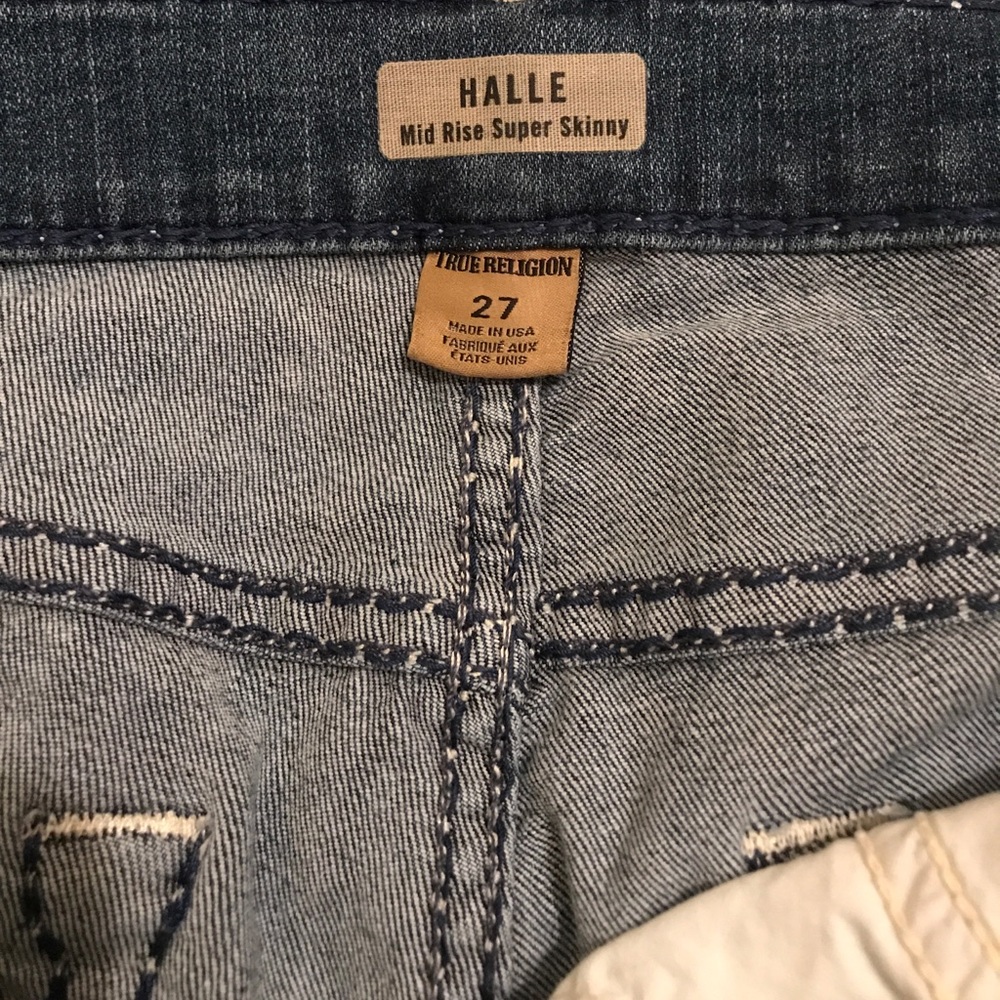 HALLE
Mid Rise Super Skinny
TRUE RELIGION
27
MADE IN USA
FABRIQUÉ AUX
ÉTATS-UNIS